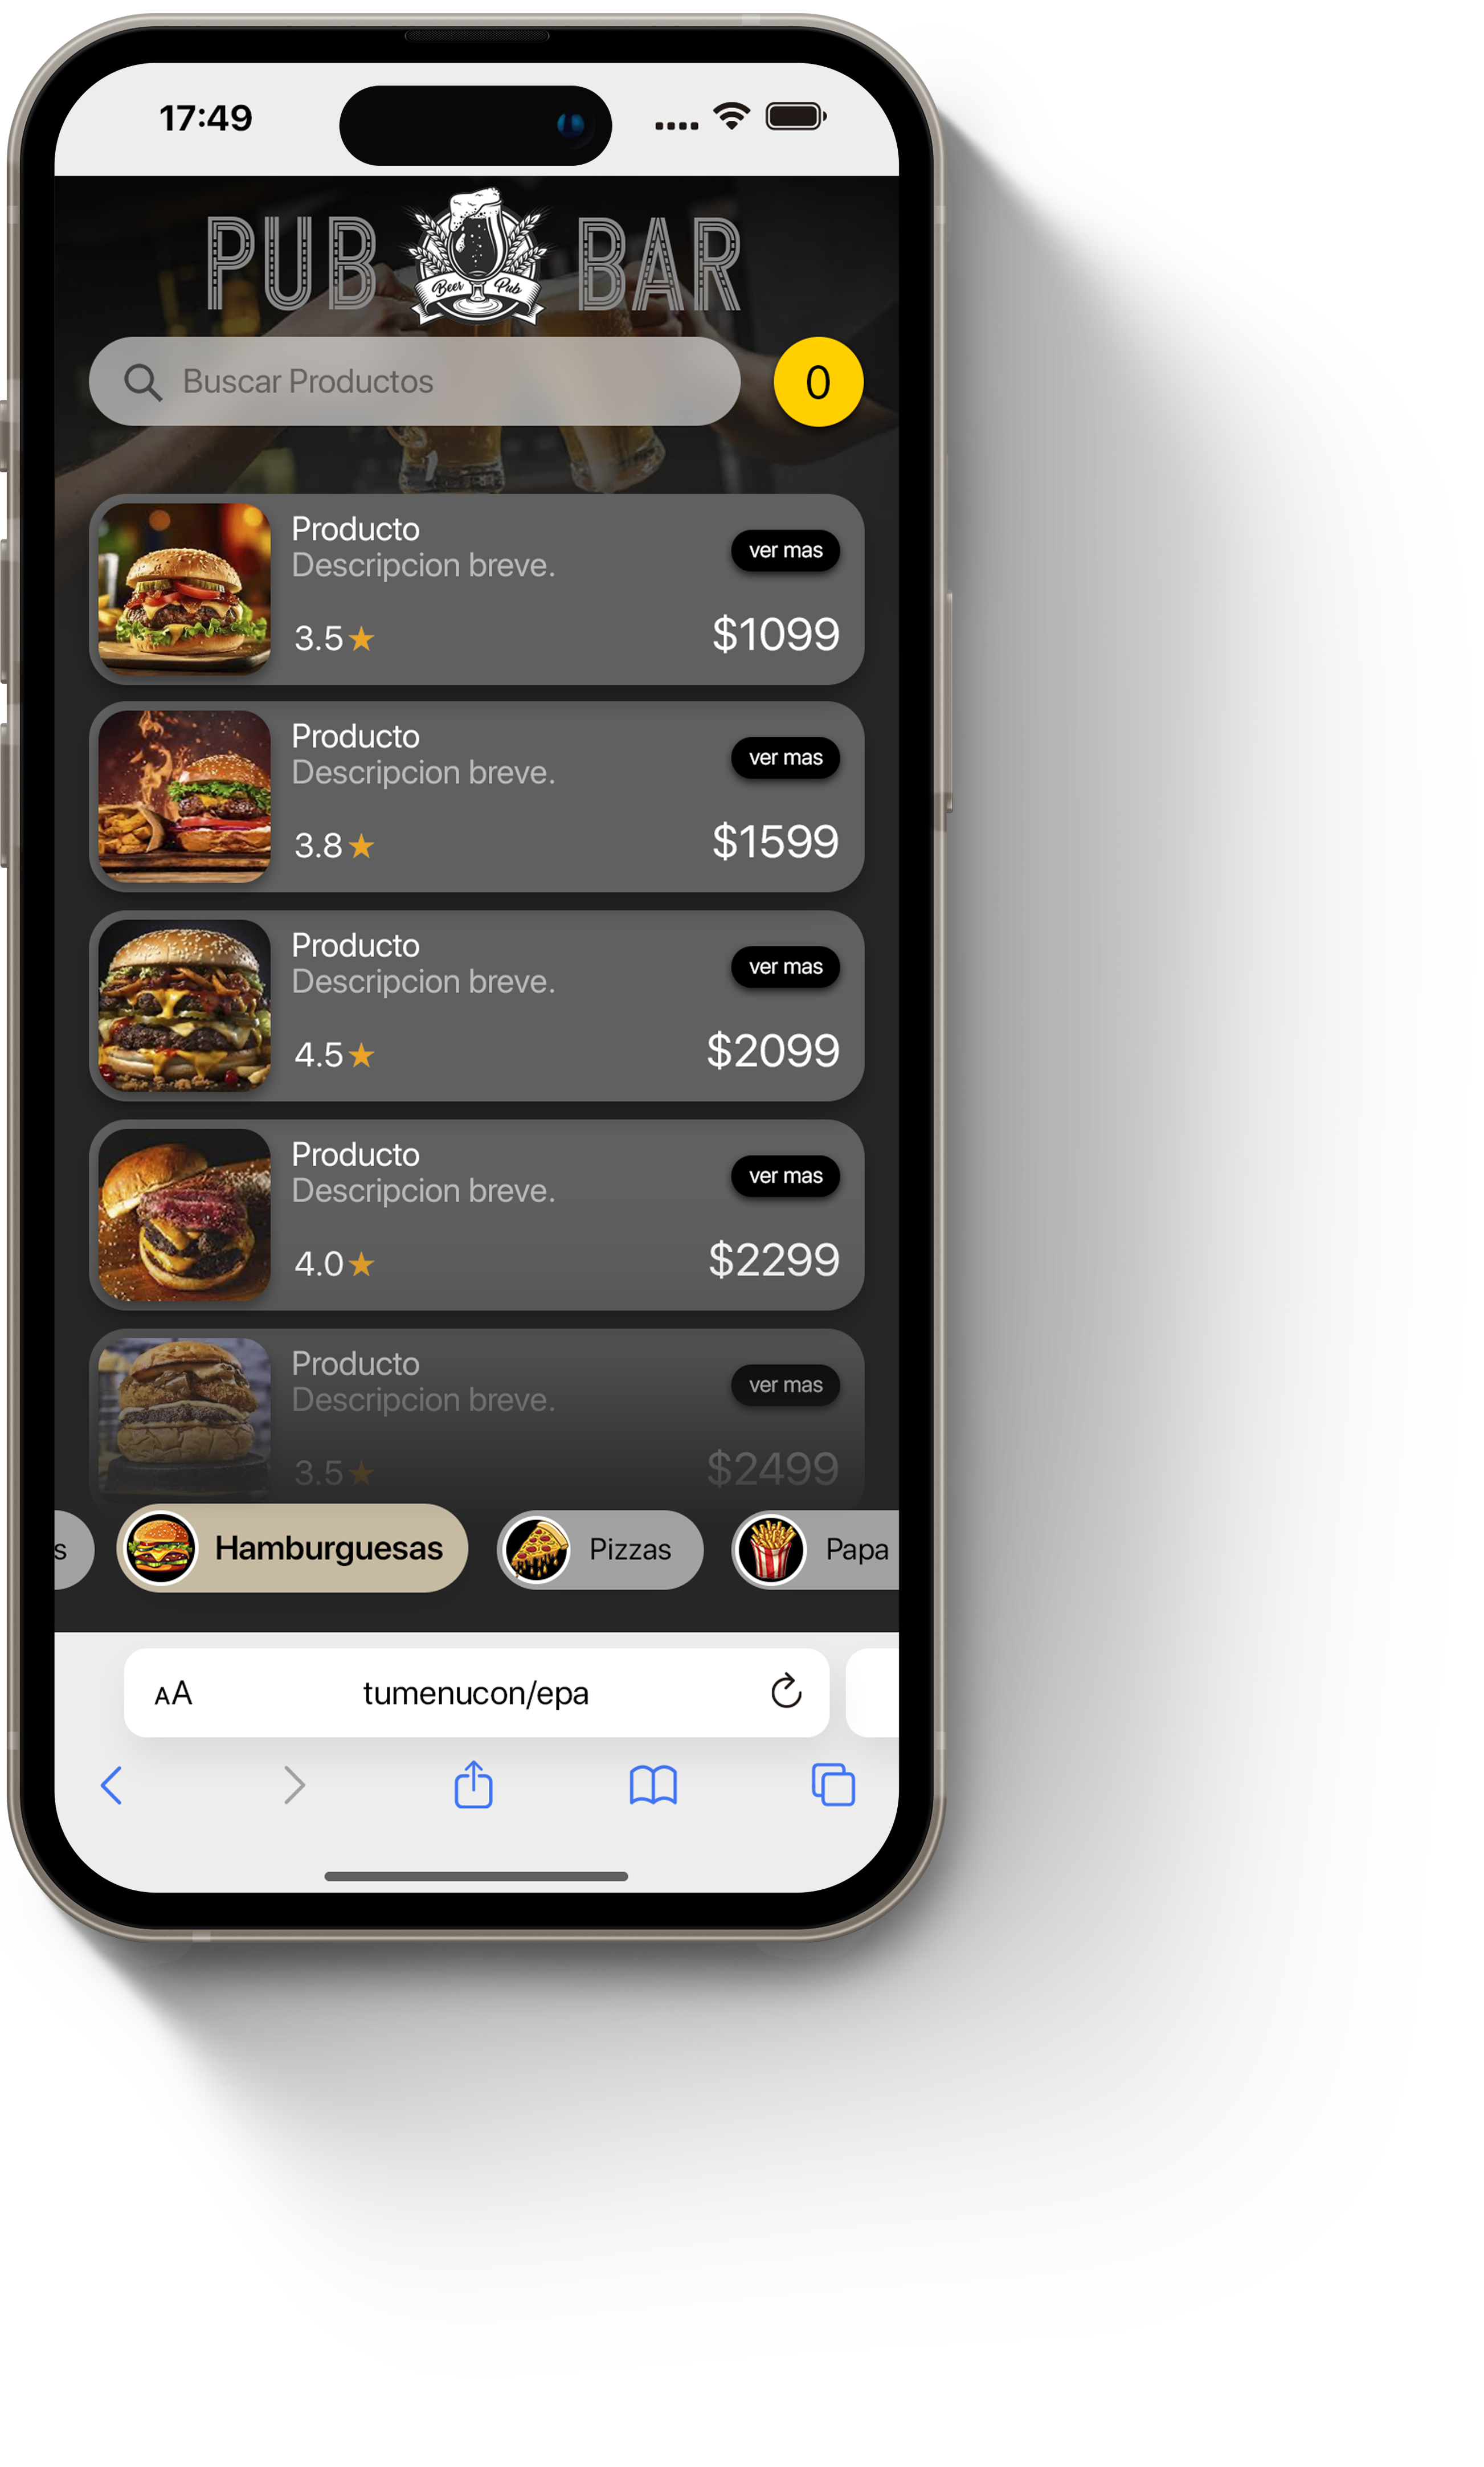 17:49
PUB BAR
Beer Pub
Buscar Productos
0
Producto
Descripcion breve.
ver mas
3.5
$1099
Producto
Descripcion breve.
ver mas
3.8
$1599
Producto
Descripcion breve.
ver mas
4.5
$2099
Producto
Descripcion breve.
ver mas
4.0
$2299
Producto
Descripcion breve.
ver mas
3.5
$2499
s
Hamburguesas
Pizzas
Papa
AA
tumenucon/epa